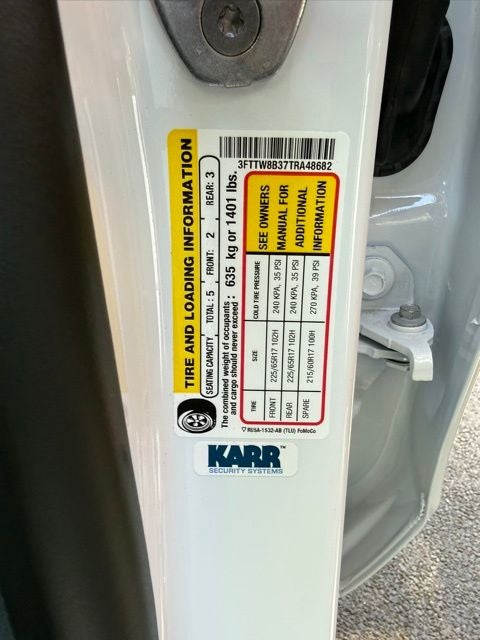 3FTTW8B37TRA48682
TIRE AND LOADING INFORMATION
SEATING CAPACITY TOTAL: 5 FRONT: 2 REAR: 3
The combined weight of occupants
and cargo should never exceed: 635 kg or 1401 lbs.
TIRE SIZE COLD TIRE PRESSURE
FRONT 225/65R17 102H 240 KPA, 35 PSI
REAR 225/65R17 102H 240 KPA, 35 PSI
SPARE 215/60R17 100H 270 KPA, 39 PSI
SEE OWNERS
MANUAL FOR
ADDITIONAL
INFORMATION
RU5A-1532-AB (TLU) FoMoCo
KARR™
SECURITY SYSTEMS